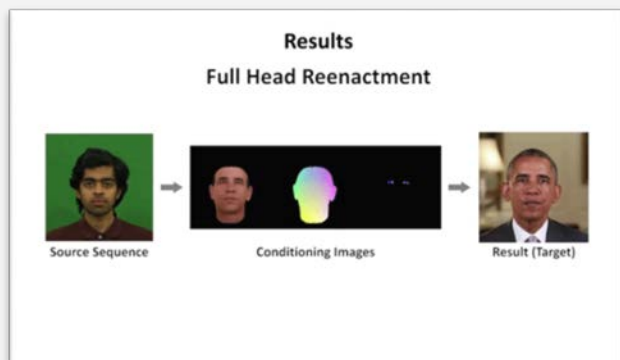 Results
Full Head Reenactment
Source Sequence
Conditioning Images
Result (Target)